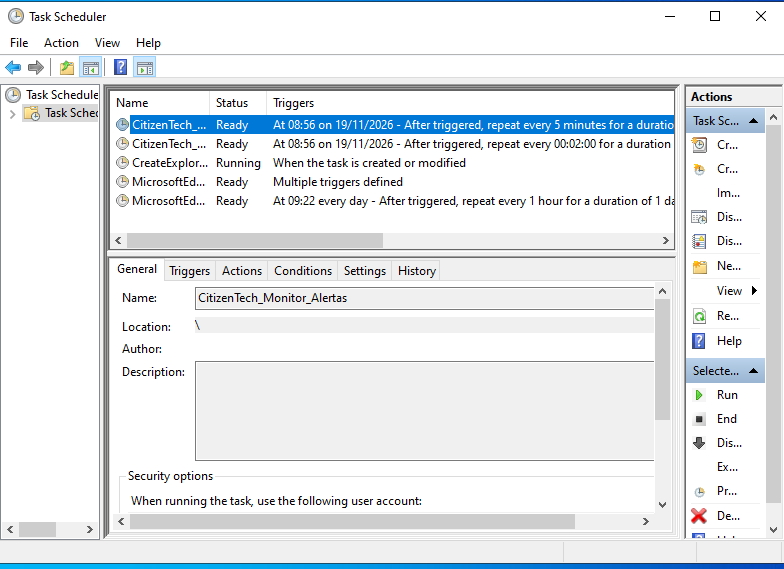 Task Scheduler
File Action View Help
Task Schedule
Task Sched
Name Status Triggers
CitizenTech_... Ready At 08:56 on 19/11/2026 - After triggered, repeat every 5 minutes for a duratio
CitizenTech_... Ready At 08:56 on 19/11/2026 - After triggered, repeat every 00:02:00 for a duration
CreateExplor... Running When the task is created or modified
MicrosoftEd... Ready Multiple triggers defined
MicrosoftEd... Ready At 09:22 every day - After triggered, repeat every 1 hour for a duration of 1 da
General Triggers Actions Conditions Settings History
Name: CitizenTech_Monitor_Alertas
Location: \
Author:
Description:
Security options
When running the task, use the following user account:
Actions
Task Sc...
Cr...
Cr...
Im...
Dis...
Dis...
Ne...
View
Re...
Help
Selecte...
Run
End
Dis...
Ex...
Pr...
De...